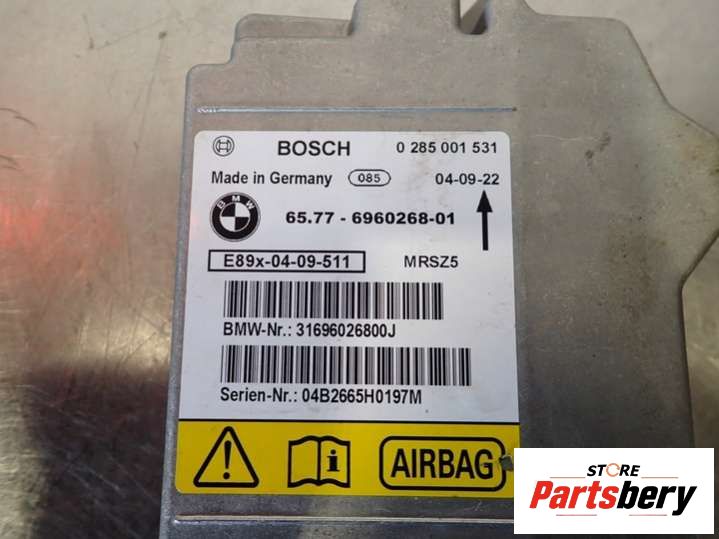 BOSCH 0 285 001 531
Made in Germany 085 04-09-22
BMW 65.77 - 6960268-01
E89x-04-09-511 MRSZ5
BMW-Nr.: 31696026800J
Serien-Nr.: 04B2665H0197M
AIRBAG
STORE
Partsbery